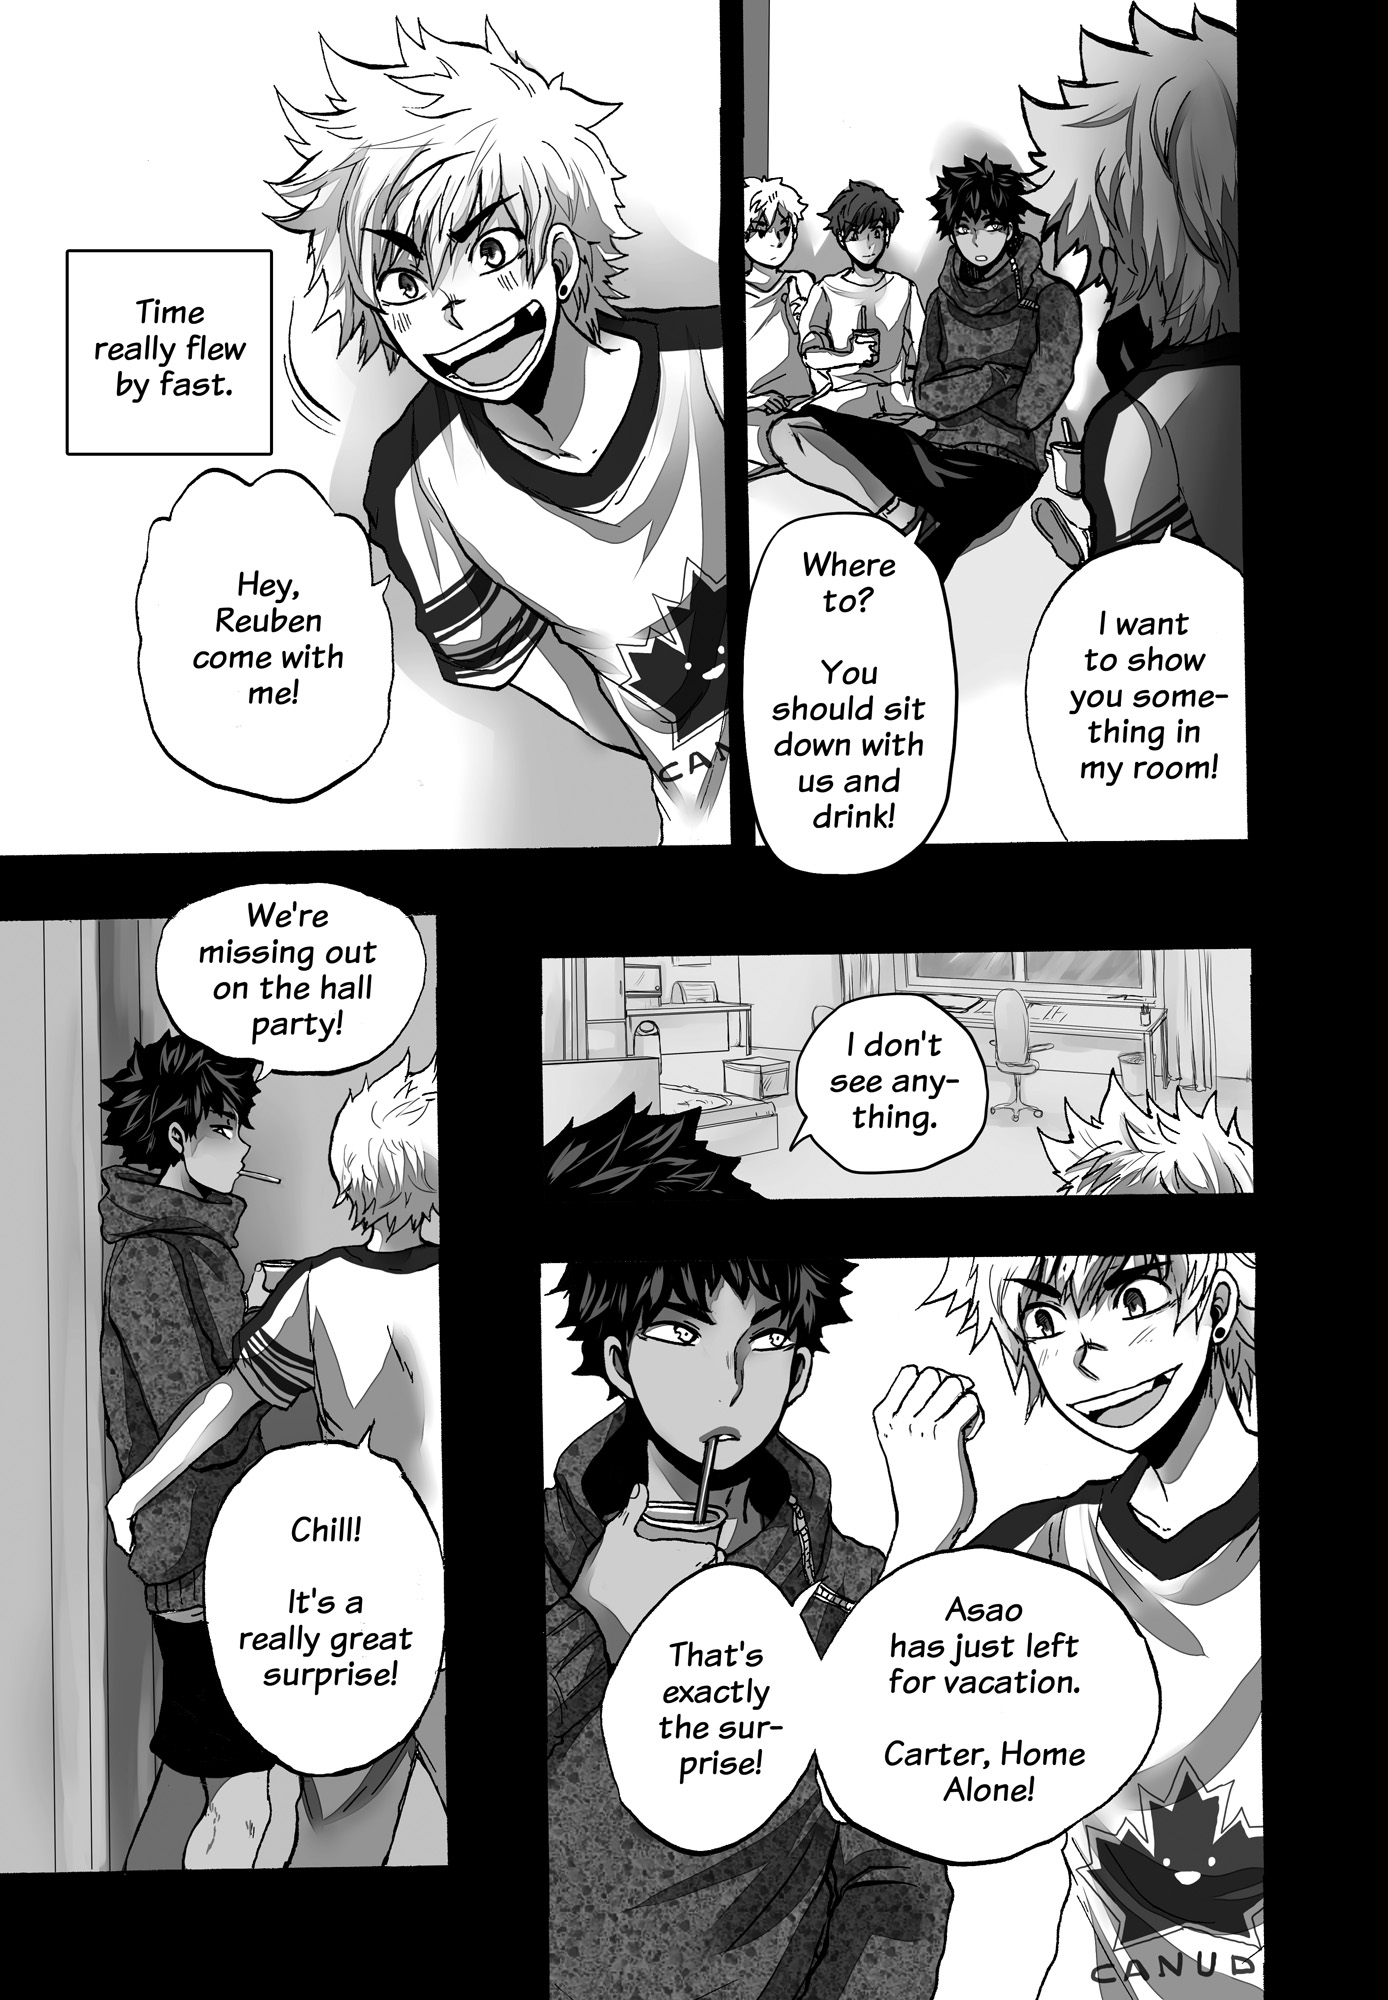 Time
really flew
by fast.
Hey,
Reuben
come with
me!
CAN
Where
to?
You
should sit
down with
us and
drink!
I want
to show
you some-
thing in
my room!
We're
missing out
on the hall
party!
Chill!
It's a
really great
surprise!
I don't
see any-
thing.
That's
exactly
the sur-
prise!
Asao
has just left
for vacation.
Carter, Home
Alone!
CANUD